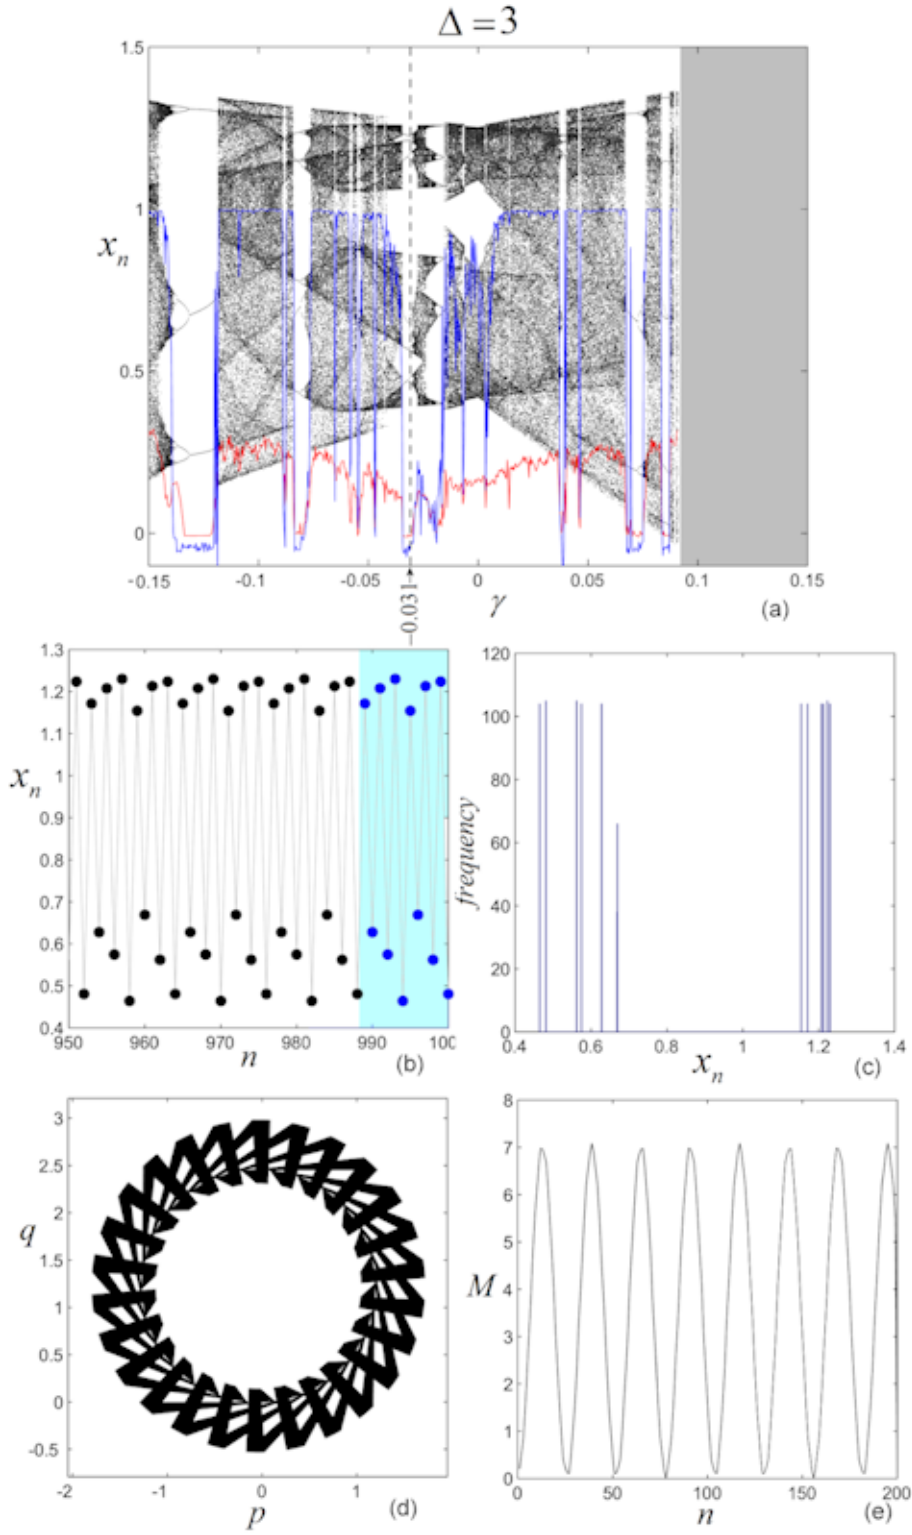 Δ = 3
1.5
1
x_n
0.5
0
-0.15 -0.1 -0.05 0 0.05 0.1 0.15
γ
(a)
−0.031
1.3
1.2
1.1
x_n
1
0.9
0.8
0.7
0.6
0.5
0.4
950 960 970 980 990 100
n
(b)
120
100
80
frequency
60
40
20
0
0.4 0.6 0.8 1 1.2 1.4
x_n
(c)
3
2.5
2
q
1.5
1
0.5
0
-0.5
-2 -1 0 1
p
(d)
8
7
6
5
M
4
3
2
1
0
0 50 100 150 200
n
(e)